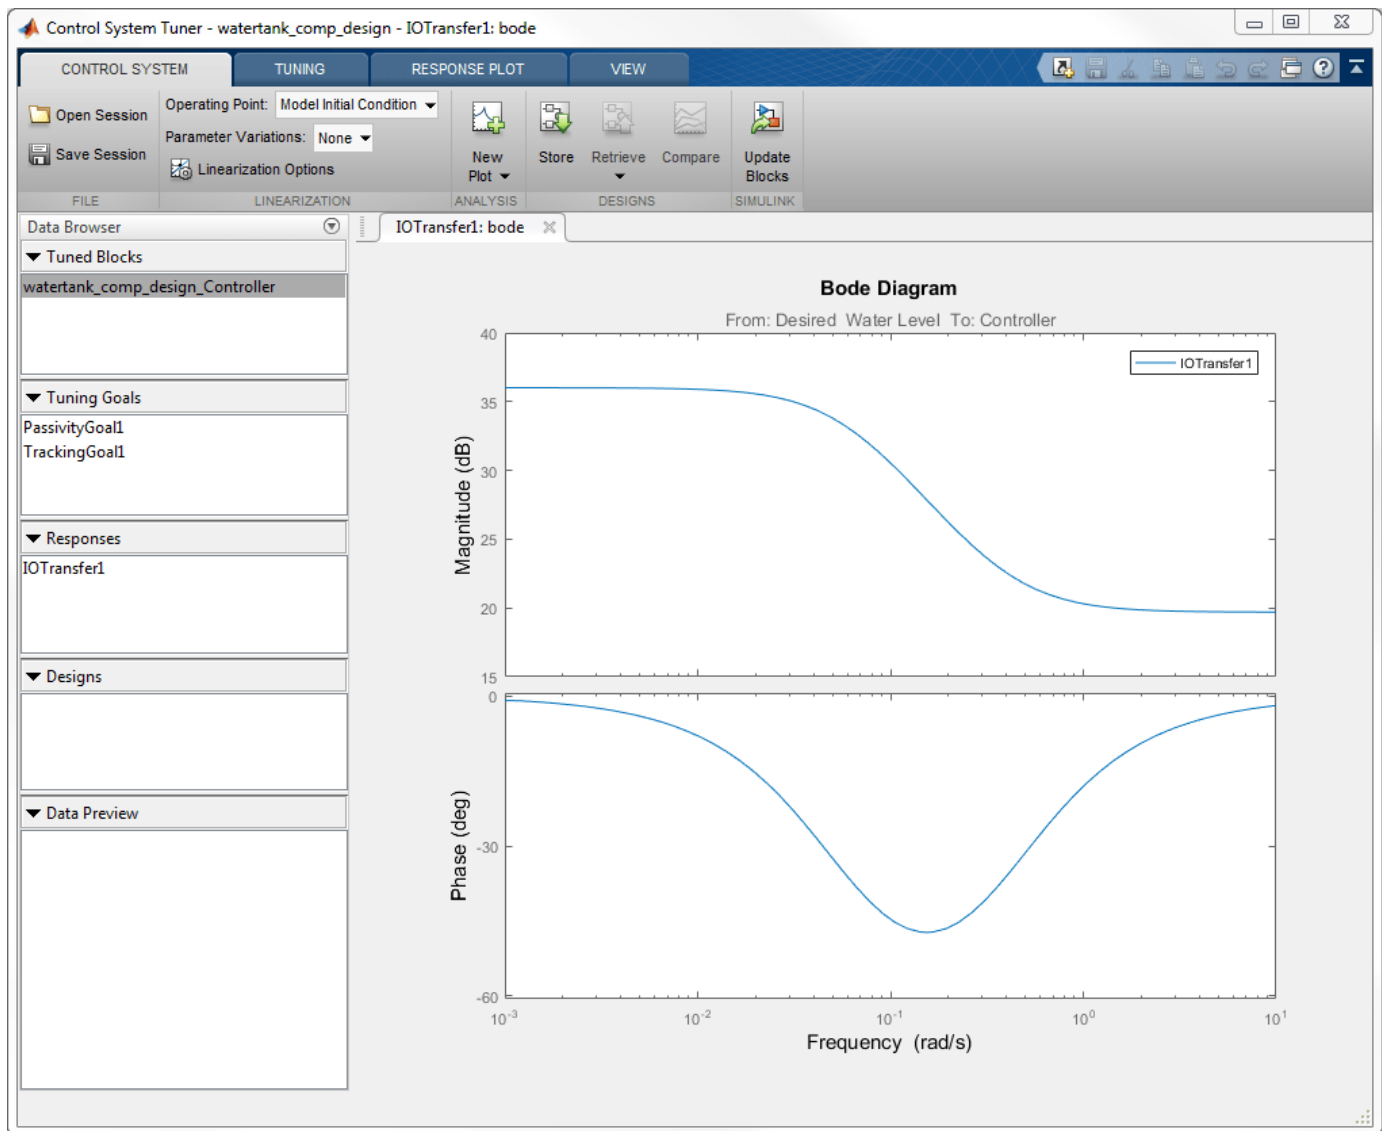 Control System Tuner - watertank_comp_design - IOTransfer1: bode
CONTROL SYSTEM TUNING RESPONSE PLOT VIEW
Open Session
Save Session
FILE
Operating Point: Model Initial Condition
Parameter Variations: None
Linearization Options
LINEARIZATION
New
Plot
ANALYSIS
Store Retrieve Compare
DESIGNS
Update
Blocks
SIMULINK
Data Browser
Tuned Blocks
watertank_comp_design_Controller
Tuning Goals
PassivityGoal1
TrackingGoal1
Responses
IOTransfer1
Designs
Data Preview
IOTransfer1: bode
Bode Diagram
From: Desired Water Level To: Controller
IOTransfer1
Magnitude (dB)
40
35
30
25
20
15
Phase (deg)
0
-30
-60
10^-3 10^-2 10^-1 10^0 10^1
Frequency (rad/s)